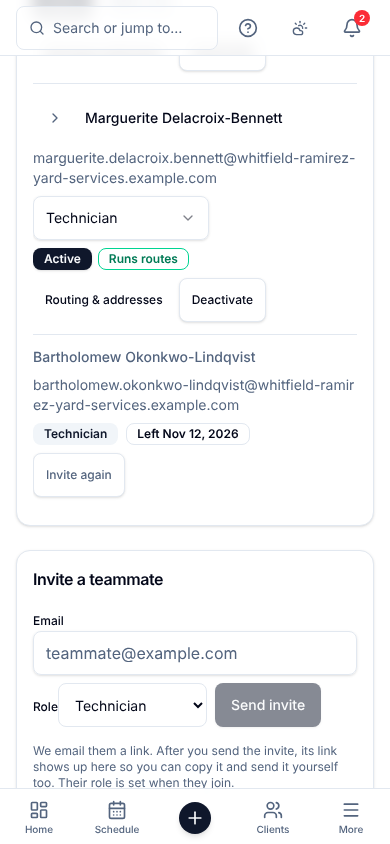 Search or jump to...
2
Marguerite Delacroix-Bennett
marguerite.delacroix.bennett@whitfield-ramirez-
yard-services.example.com
Technician
Active
Runs routes
Routing & addresses
Deactivate
Bartholomew Okonkwo-Lindqvist
bartholomew.okonkwo-lindqvist@whitfield-ramir
ez-yard-services.example.com
Technician
Left Nov 12, 2026
Invite again
Invite a teammate
Email
teammate@example.com
Role
Technician
Send invite
We email them a link. After you send the invite, its link
shows up here so you can copy it and send it yourself
too. Their role is set when they join.
Home
Schedule
Clients
More